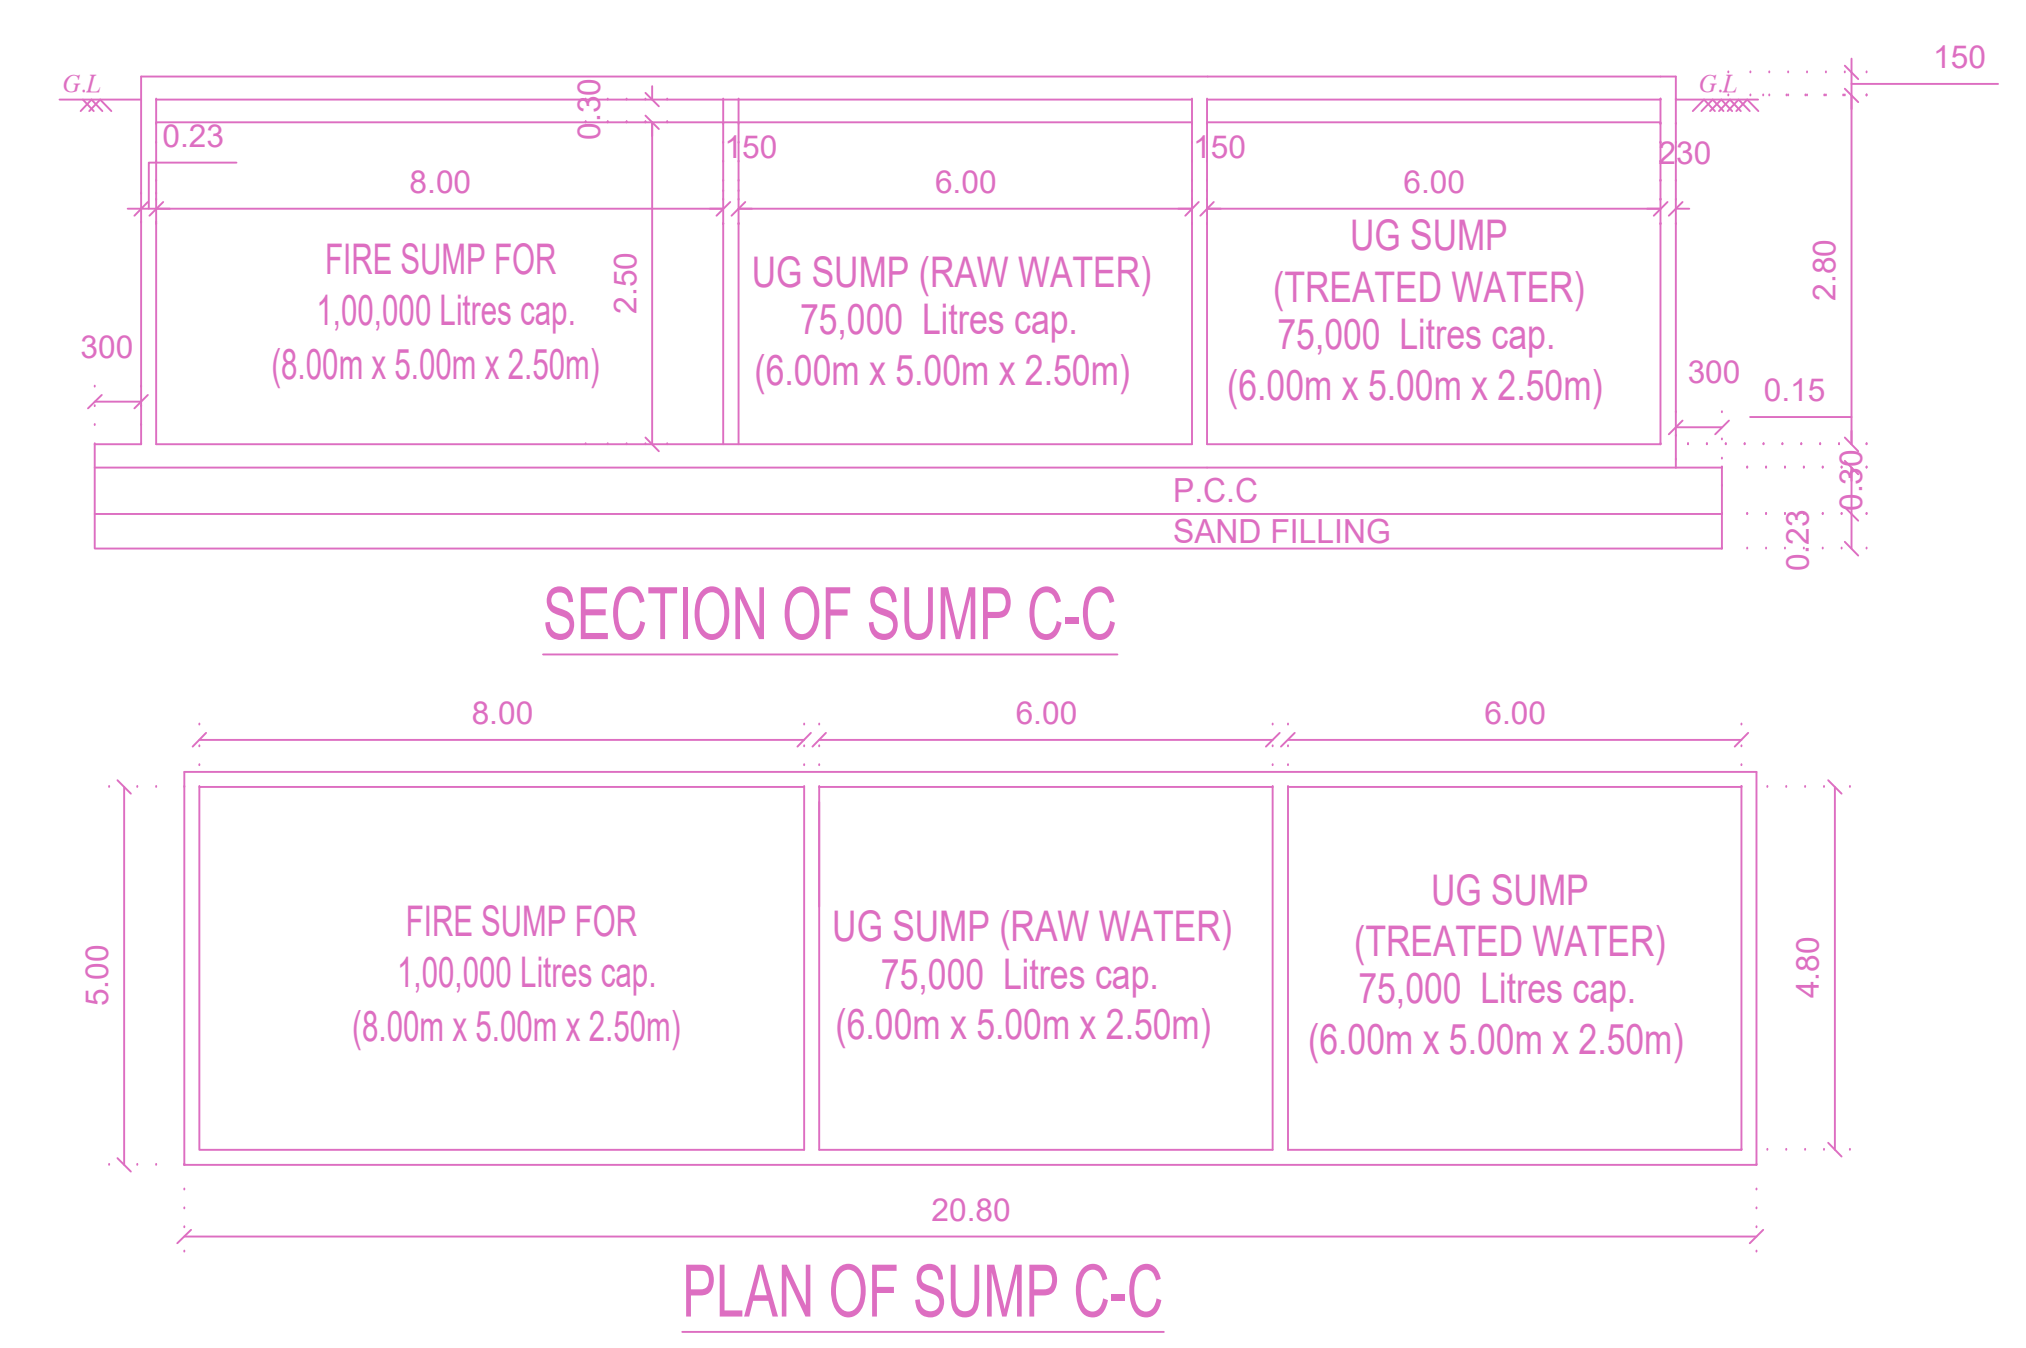 150
G.L
G.L
0.30
0.23
150
150
230
8.00
6.00
6.00
FIRE SUMP FOR
1,00,000 Litres cap.
(8.00m x 5.00m x 2.50m)
2.50
UG SUMP (RAW WATER)
75,000 Litres cap.
(6.00m x 5.00m x 2.50m)
UG SUMP
(TREATED WATER)
75,000 Litres cap.
(6.00m x 5.00m x 2.50m)
2.80
300
300
0.15
P.C.C
0.30
SAND FILLING
0.23
SECTION OF SUMP C-C
8.00
6.00
6.00
5.00
FIRE SUMP FOR
1,00,000 Litres cap.
(8.00m x 5.00m x 2.50m)
UG SUMP (RAW WATER)
75,000 Litres cap.
(6.00m x 5.00m x 2.50m)
UG SUMP
(TREATED WATER)
75,000 Litres cap.
(6.00m x 5.00m x 2.50m)
4.80
20.80
PLAN OF SUMP C-C